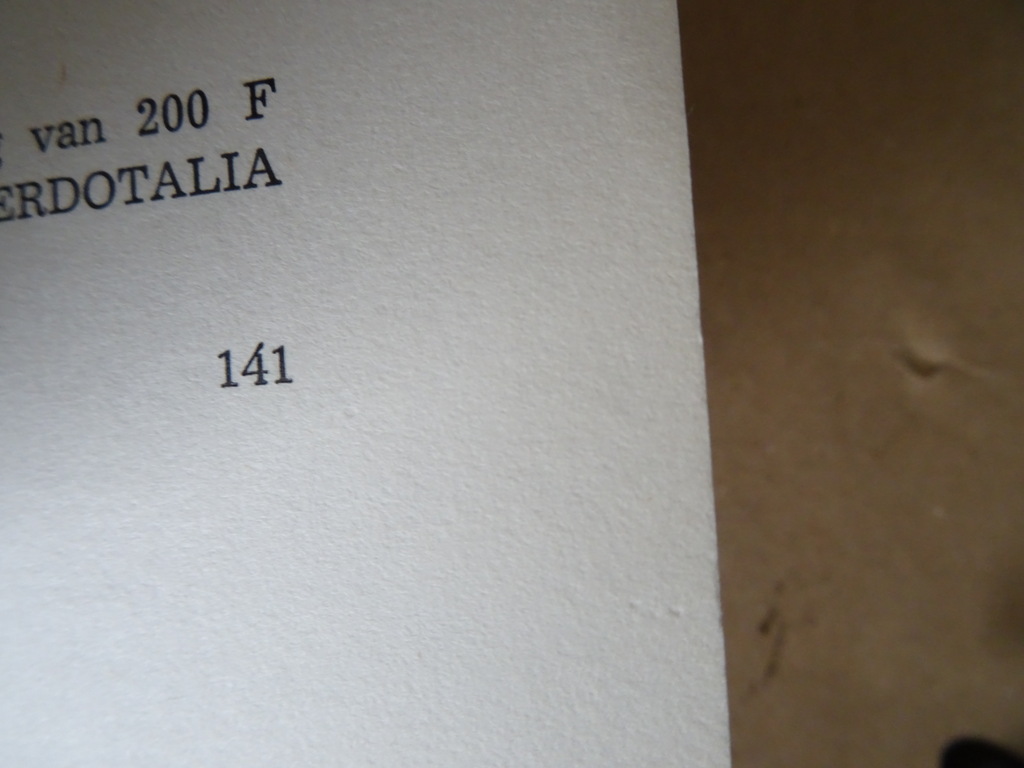 van 200 F
ERDOTALIA
141